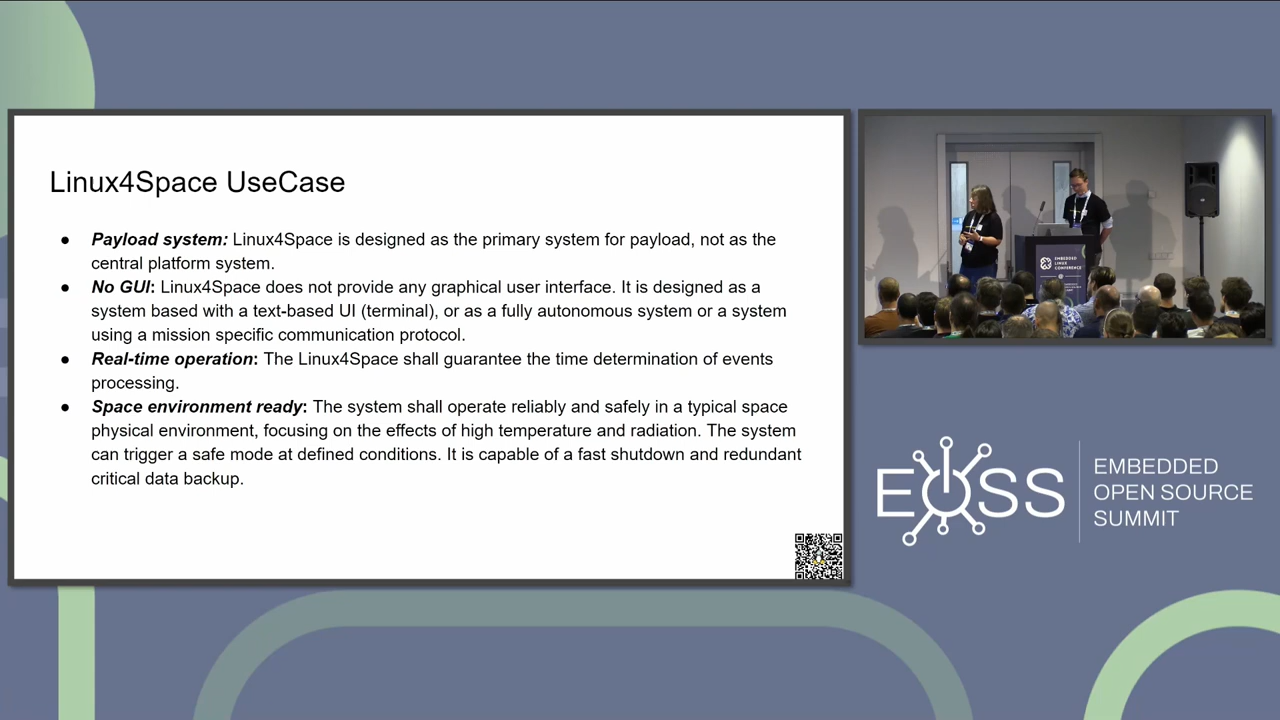 Linux4Space UseCase
● Payload system: Linux4Space is designed as the primary system for payload, not as the
central platform system.
● No GUI: Linux4Space does not provide any graphical user interface. It is designed as a
system based with a text-based UI (terminal), or as a fully autonomous system or a system
using a mission specific communication protocol.
● Real-time operation: The Linux4Space shall guarantee the time determination of events
processing.
● Space environment ready: The system shall operate reliably and safely in a typical space
physical environment, focusing on the effects of high temperature and radiation. The system
can trigger a safe mode at defined conditions. It is capable of a fast shutdown and redundant
critical data backup.
EMBEDDED
LINUX
CONFERENCE
EOSS
EMBEDDED
OPEN SOURCE
SUMMIT